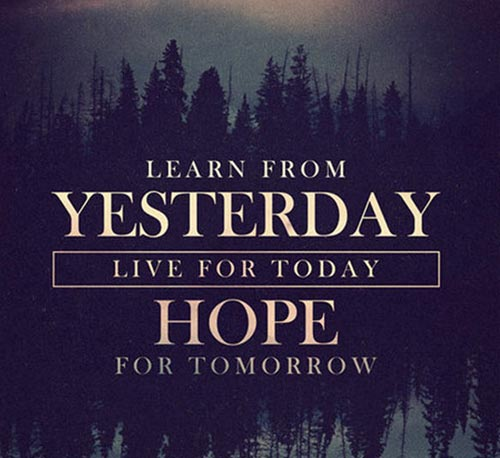 LEARN FROM
YESTERDAY
LIVE FOR TODAY
HOPE
FOR TOMORROW